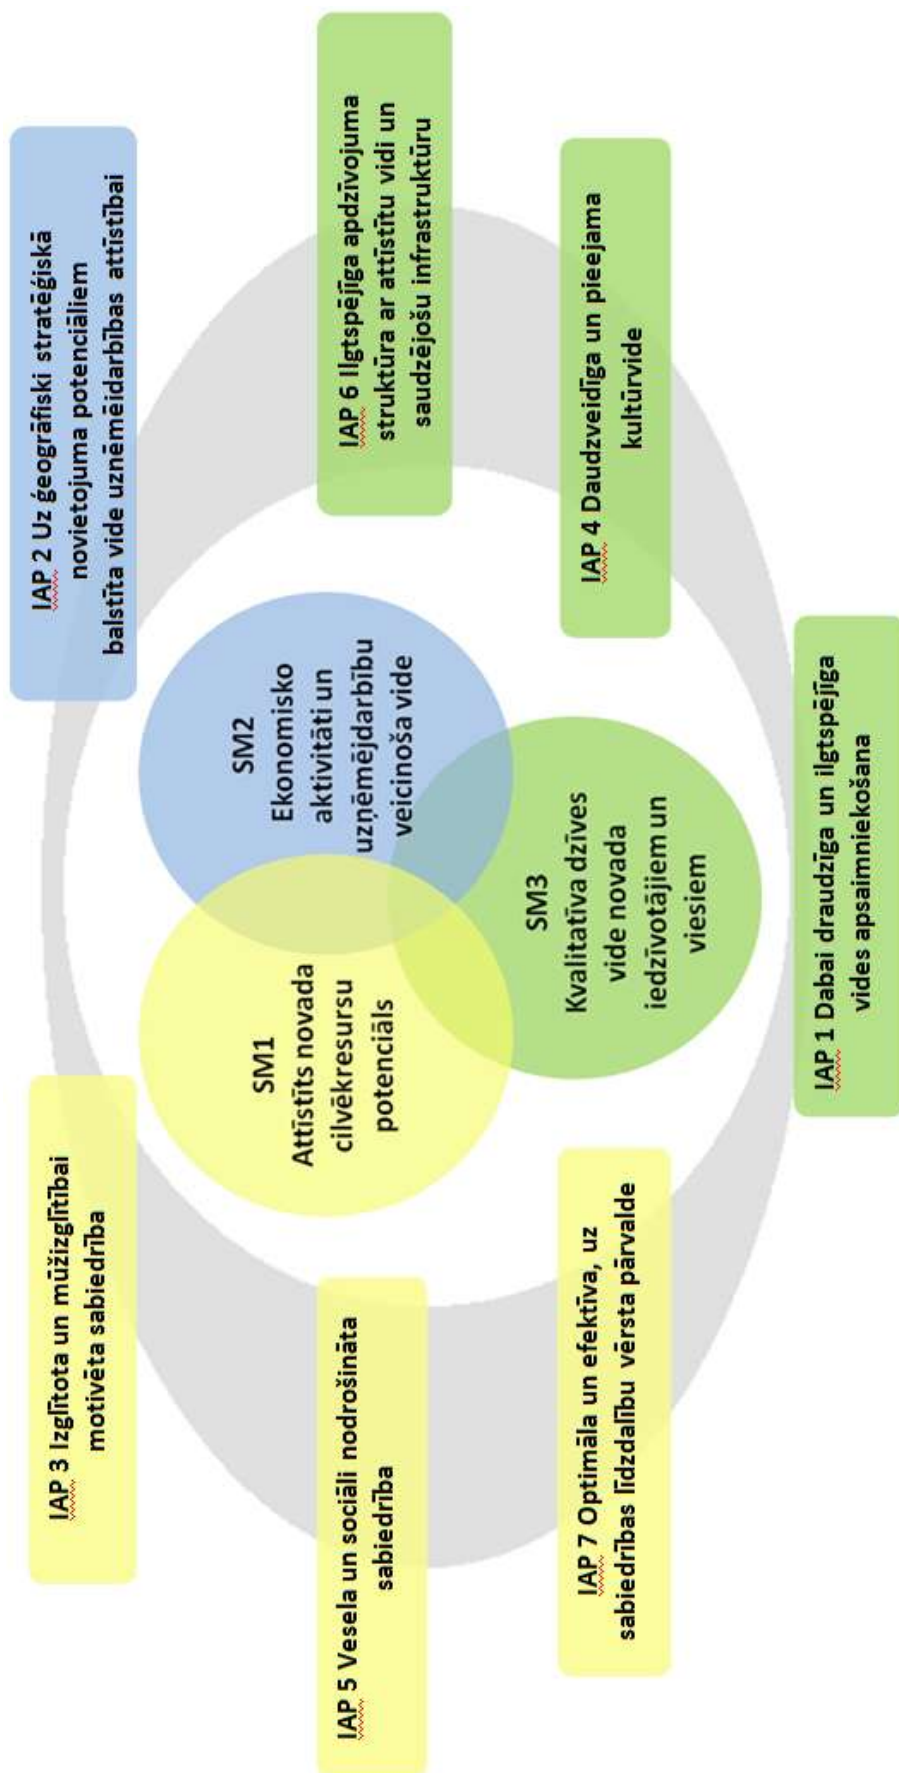 IAP 3 Izglītota un mūžizglītībai
motivēta sabiedrība
IAP 2 Uz ģeogrāfiski stratēģiskā
novietojuma potenciāliem
balstīta vide uzņēmēidarbības attīstībai
SM1
Attīstīts novada
cilvēkresursu
potenciāls
SM2
Ekonomisko
aktivitāti un
uzņēmējdarbību
veicinoša vide
IAP 5 Vesela un sociāli nodrošināta
sabiedrība
IAP 6 Ilgtspējīga apdzīvojuma
struktūra ar attīstītu vidi un
saudzējošu infrastruktūru
SM3
Kvalitatīva dzīves
vide novada
iedzīvotājiem un
viesiem
IAP 7 Optimāla un efektīva, uz
sabiedrības līdzdalību vērsta pārvalde
IAP 4 Daudzveidīga un pieejama
kultūrvide
IAP 1 Dabai draudzīga un ilgtspējīga
vides apsaimniekošana